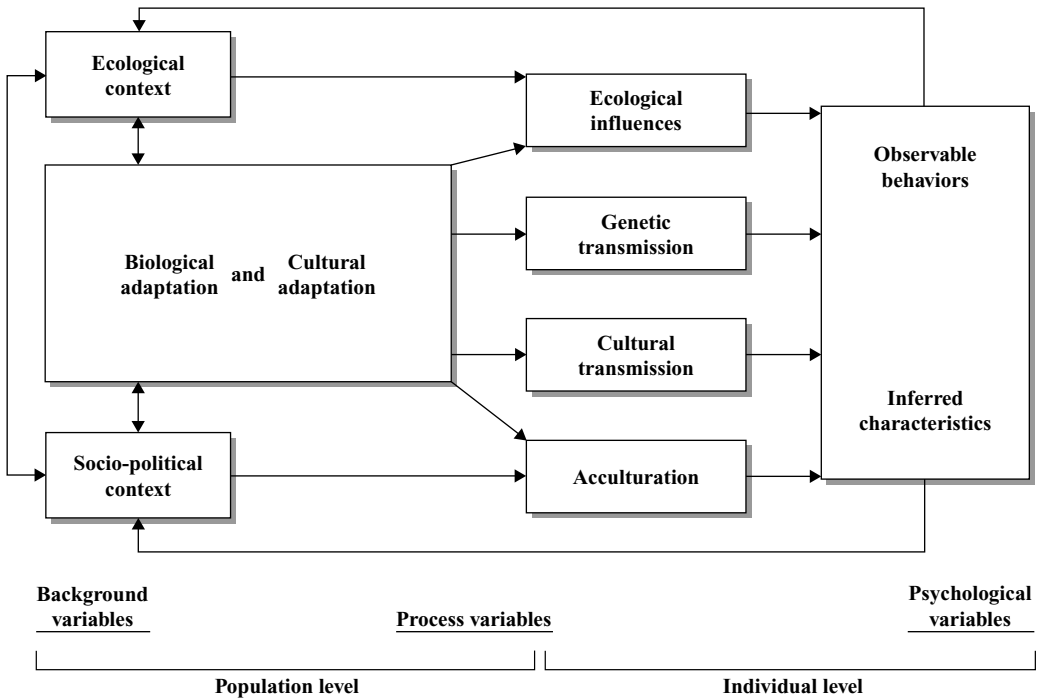 Ecological
context
Ecological
influences
Observable
behaviors
Genetic
transmission
Biological
adaptation
and
Cultural
adaptation
Cultural
transmission
Inferred
characteristics
Socio-political
context
Acculturation
Background
variables
Process variables
Psychological
variables
Population level
Individual level